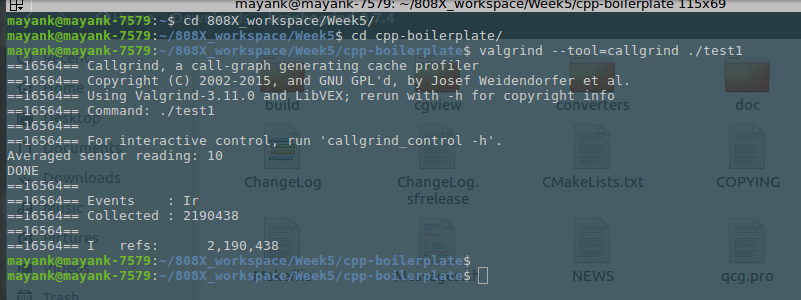 mayank@mayank-7579: ~/808X_workspace/Week5/cpp-boilerplate 115x69
mayank@mayank-7579:~$ cd 808X_workspace/Week5/
mayank@mayank-7579:~/808X_workspace/Week5$ cd cpp-boilerplate/
mayank@mayank-7579:~/808X_workspace/Week5/cpp-boilerplate$ valgrind --tool=callgrind ./test1
==16564== Callgrind, a call-graph generating cache profiler
==16564== Copyright (C) 2002-2015, and GNU GPL'd, by Josef Weidendorfer et al.
==16564== Using Valgrind-3.11.0 and LibVEX; rerun with -h for copyright info
==16564== Command: ./test1
==16564==
==16564== For interactive control, run 'callgrind_control -h'.
Averaged sensor reading: 10
DONE
==16564==
==16564== Events    : Ir
==16564== Collected : 2190438
==16564==
==16564== I   refs:      2,190,438
mayank@mayank-7579:~/808X_workspace/Week5/cpp-boilerplate$
mayank@mayank-7579:~/808X_workspace/Week5/cpp-boilerplate$
build cgview converters doc
Desktop
Documents
Downloads
Music
Pictures
Videos
Trash
ChangeLog ChangeLog.sfrelease CMakeLists.txt COPYING
NEWS qcg.pro